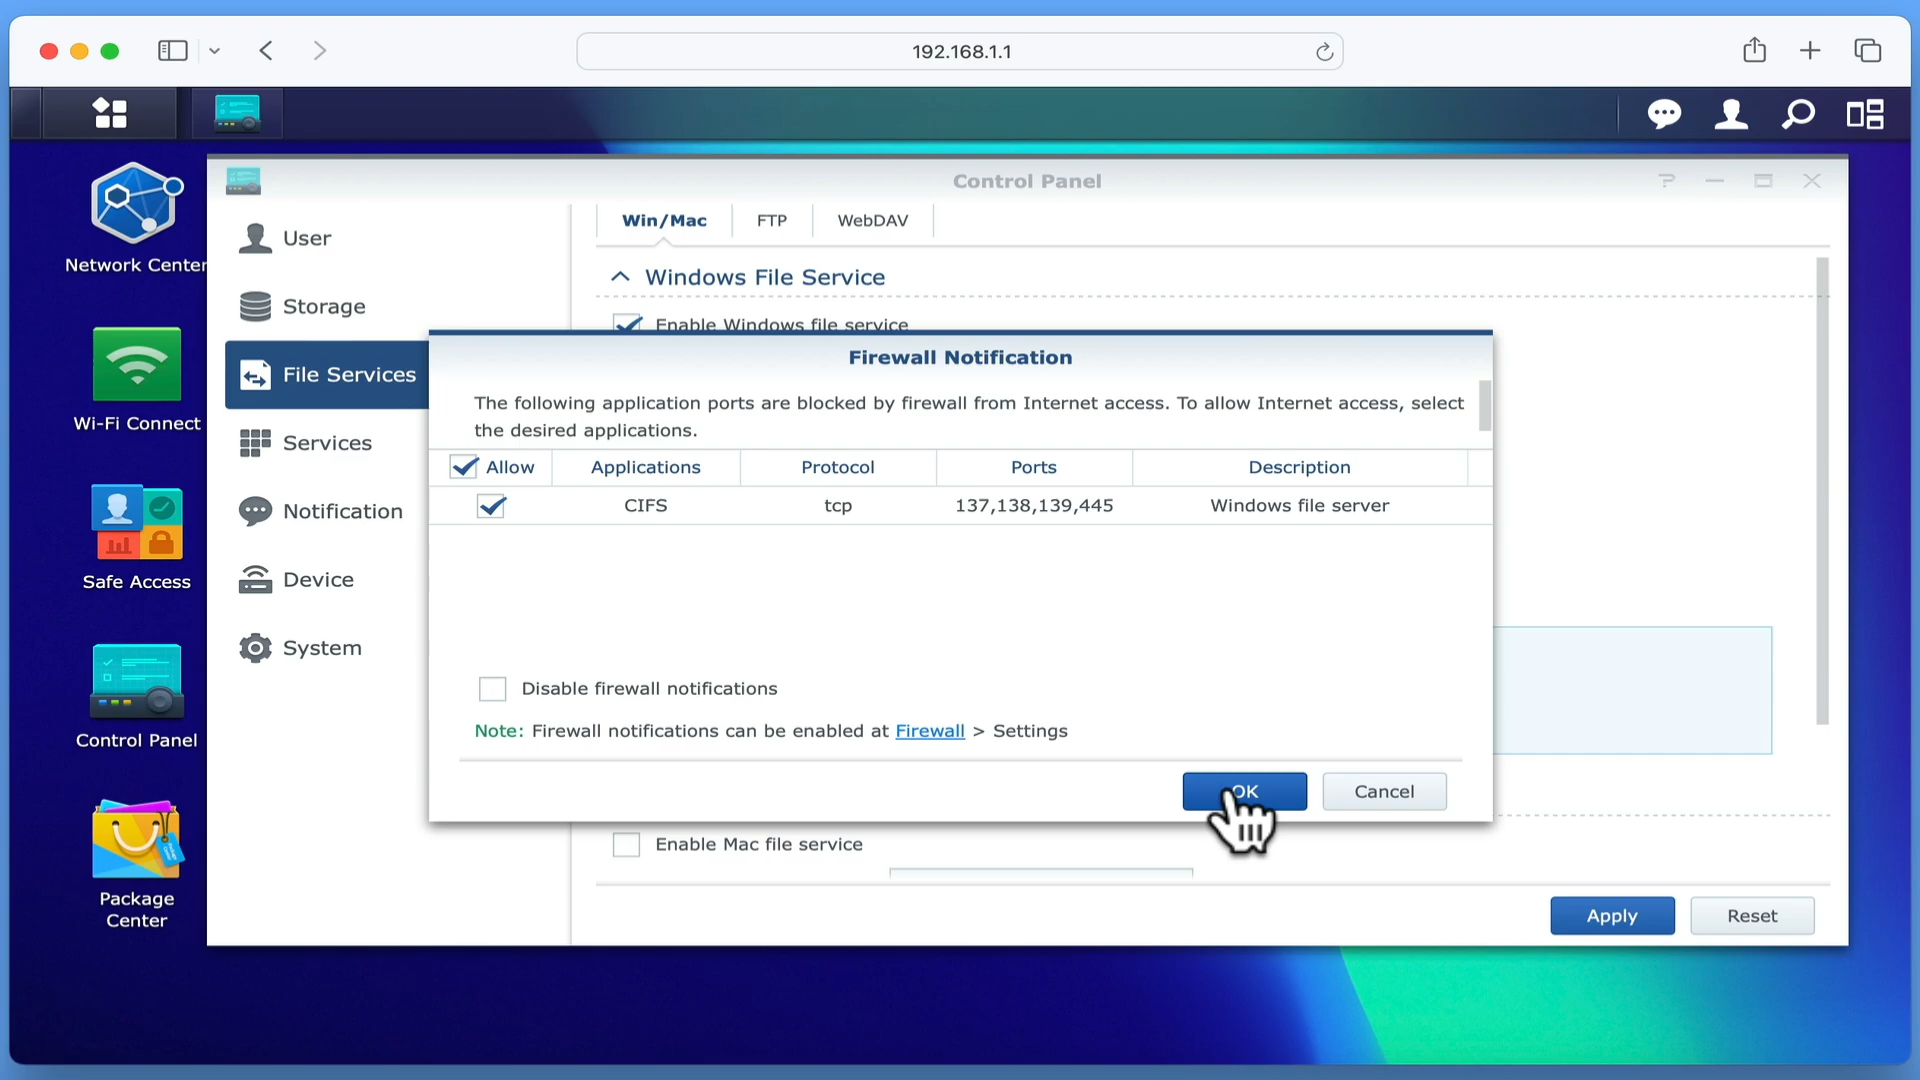 192.168.1.1
Network Center
Wi-Fi Connect
Safe Access
Control Panel
Package
Center
Control Panel
User
Storage
File Services
Services
Notification
Device
System
Win/Mac
FTP
WebDAV
Windows File Service
Enable Windows file service
Firewall Notification
The following application ports are blocked by firewall from Internet access. To allow Internet access, select
the desired applications.
Allow Applications Protocol Ports Description
CIFS tcp 137,138,139,445 Windows file server
Disable firewall notifications
Note: Firewall notifications can be enabled at Firewall > Settings
OK
Cancel
Enable Mac file service
Apply
Reset